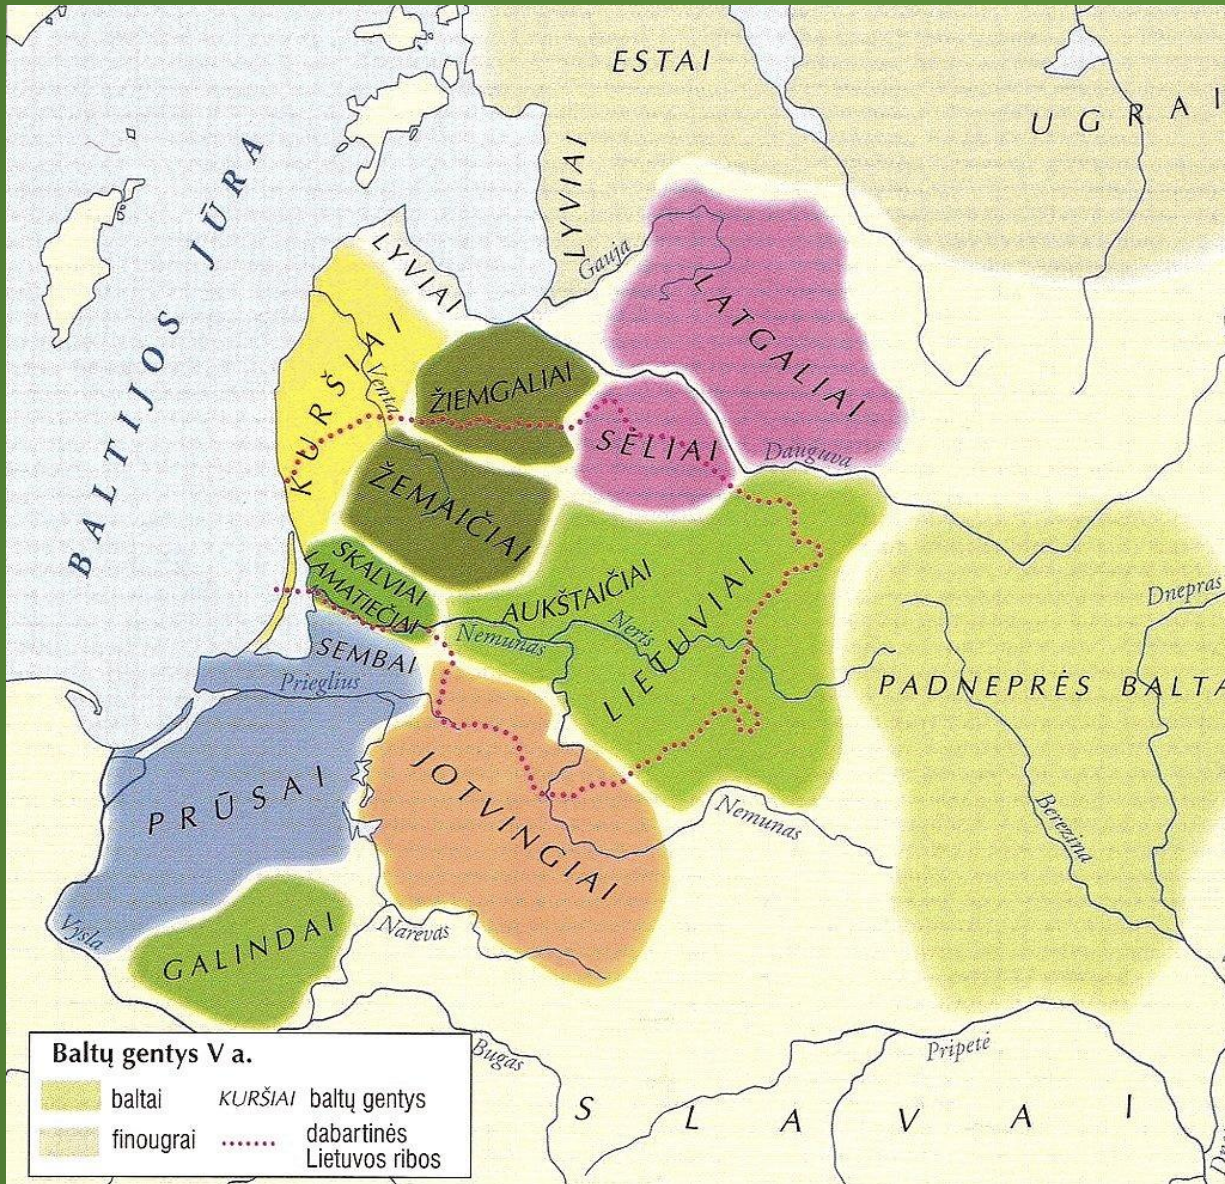 ESTAI
UGRAI
BALTIJOS JŪRA
LYVIAI
LYVIAI
Gauja
LATGALIAI
KURŠIAI
Venta
ŽIEMGALIAI
SĖLIAI
Dauguva
ŽEMAIČIAI
SKALVIAI
LAMATIEČIAI
AUKŠTAIČIAI
LIETUVIAI
Nemunas
Neris
Dnepras
SEMBAI
Prieglius
PADNEPRĖS BALTA
PRŪSAI
JOTVINGIAI
Nemunas
Berezina
GALINDAI
Vysla
Narevas
Bugas
Pripetė
SLAVAI
Baltų gentys V a.
baltai
KURŠIAI baltų gentys
finougrai
dabartinės
Lietuvos ribos